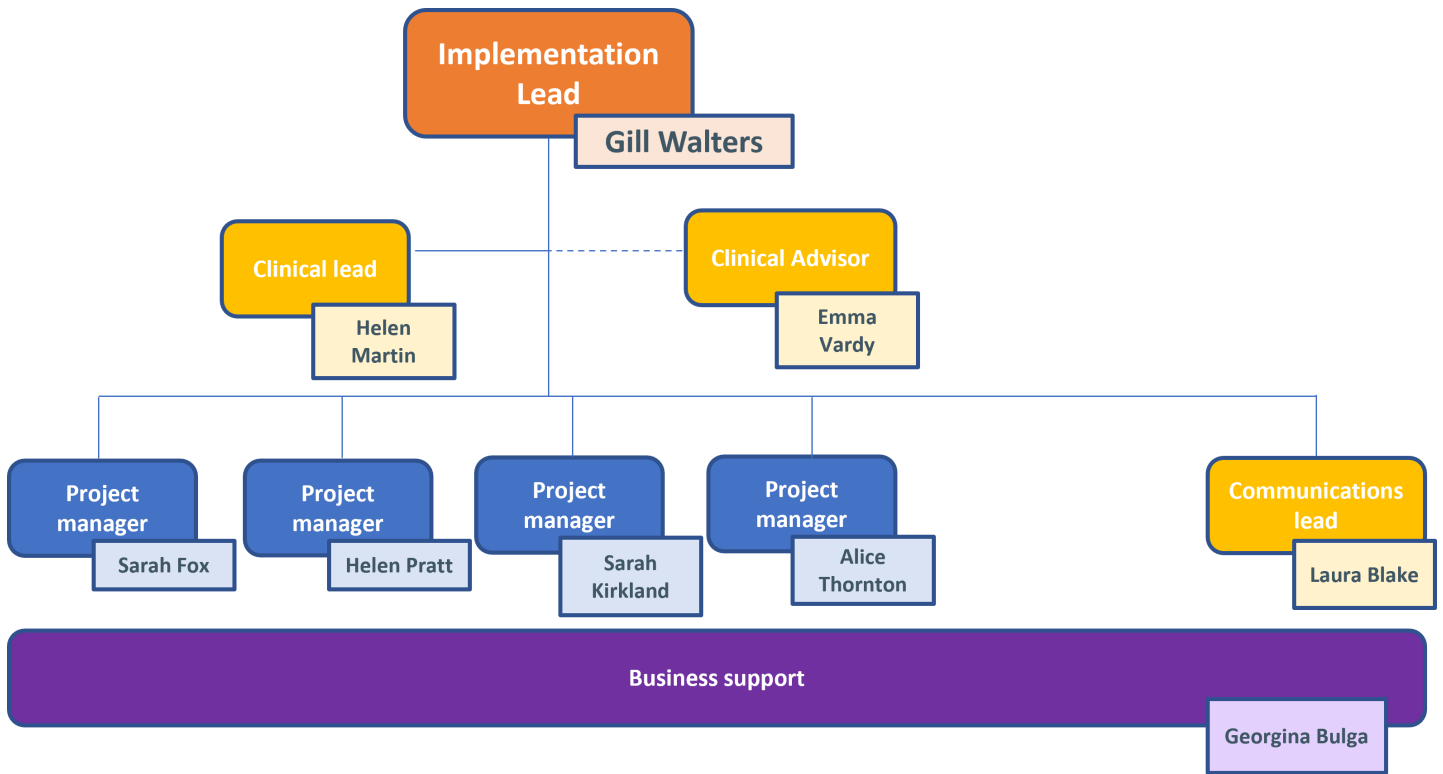 Implementation
Lead
Gill Walters
Clinical lead
Helen
Martin
Clinical Advisor
Emma
Vardy
Project
manager
Sarah Fox
Project
manager
Helen Pratt
Project
manager
Sarah
Kirkland
Project
manager
Alice
Thornton
Communications
lead
Laura Blake
Business support
Georgina Bulga